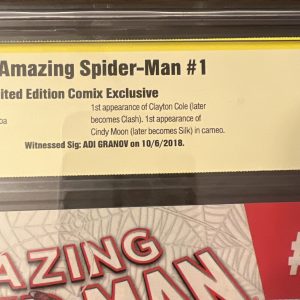 Amazing Spider-Man #1
ited Edition Comix Exclusive
1st appearance of Clayton Cole (later
becomes Clash). 1st appearance of
Cindy Moon (later becomes Silk) in cameo.
Witnessed Sig: ADI GRANOV on 10/6/2018.
AZING
#
MAN